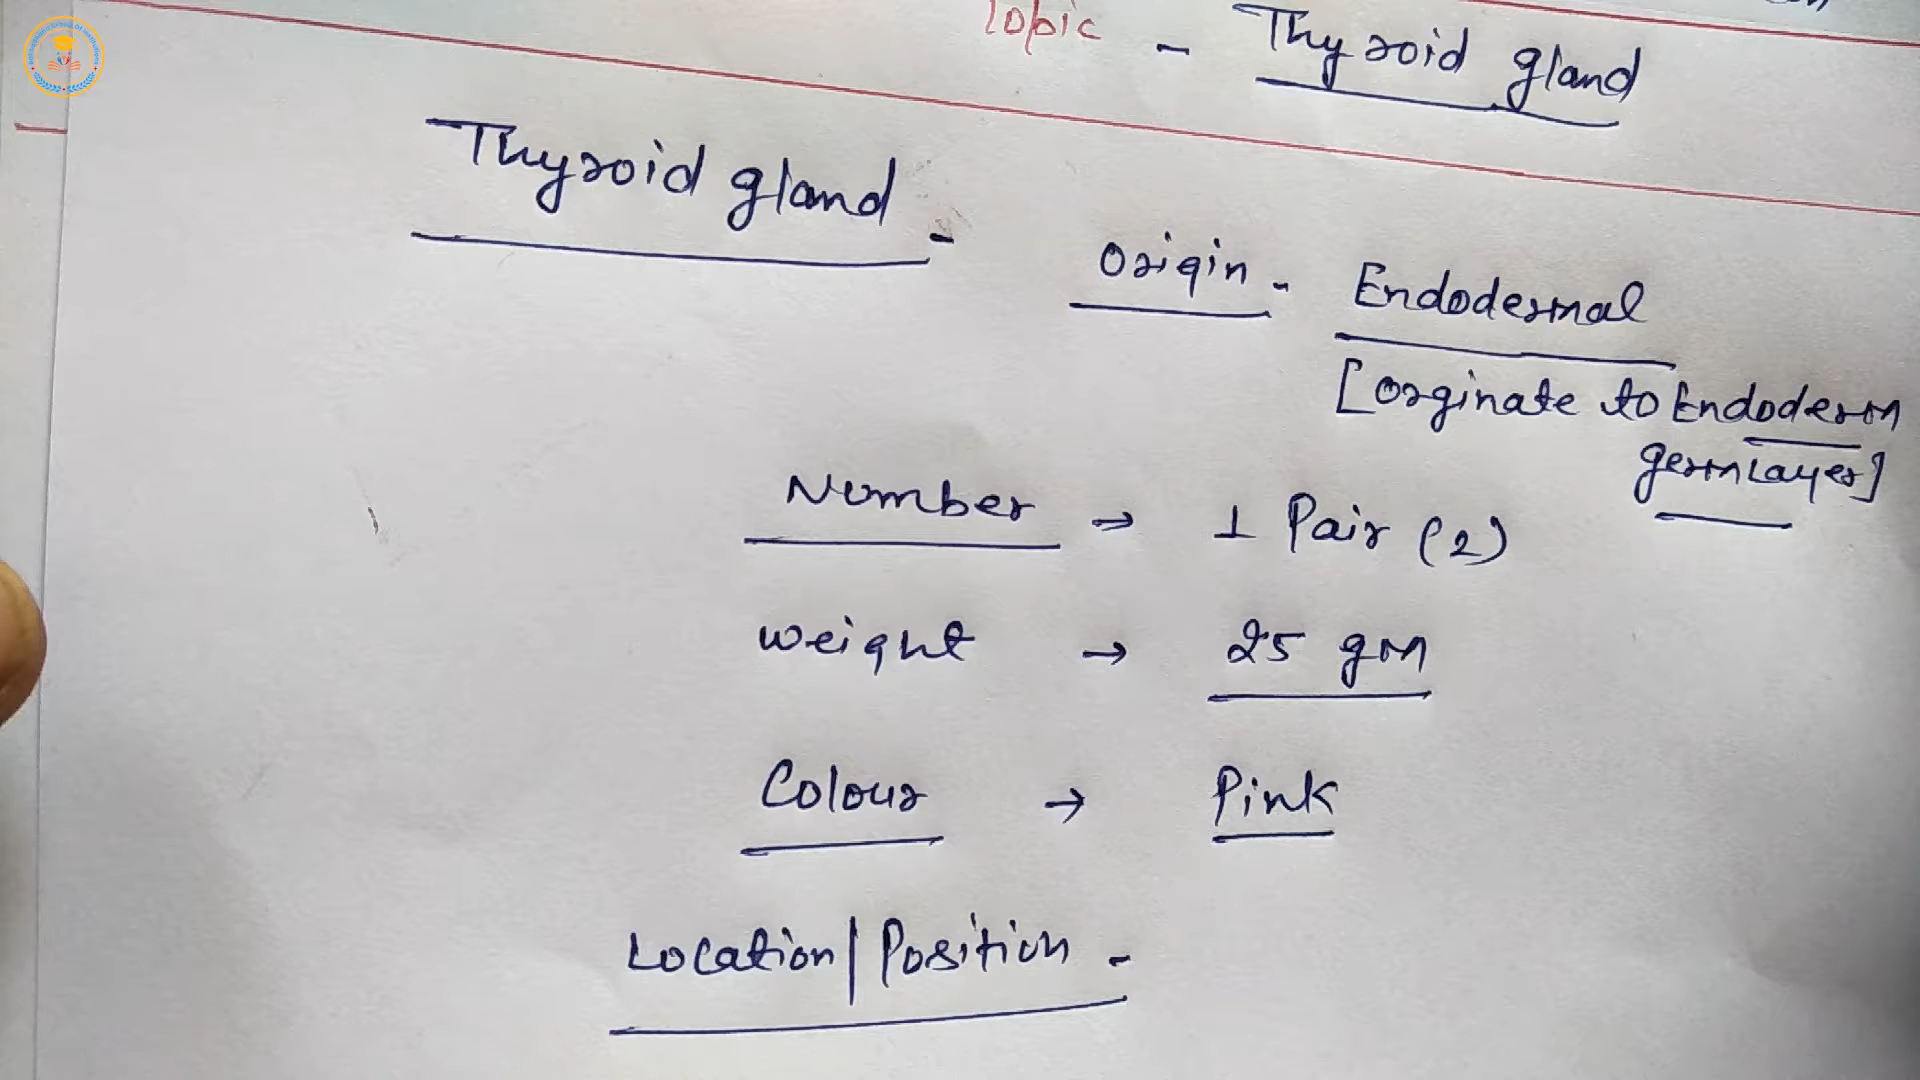 Topic - Thyroid gland
Thyroid gland -
Origin - Endodermal
[Orginate to Endoderm
germ Layer]
Number → 1 Pair (2)
Weight → 25 gm
Colour → Pink
Location/Position -